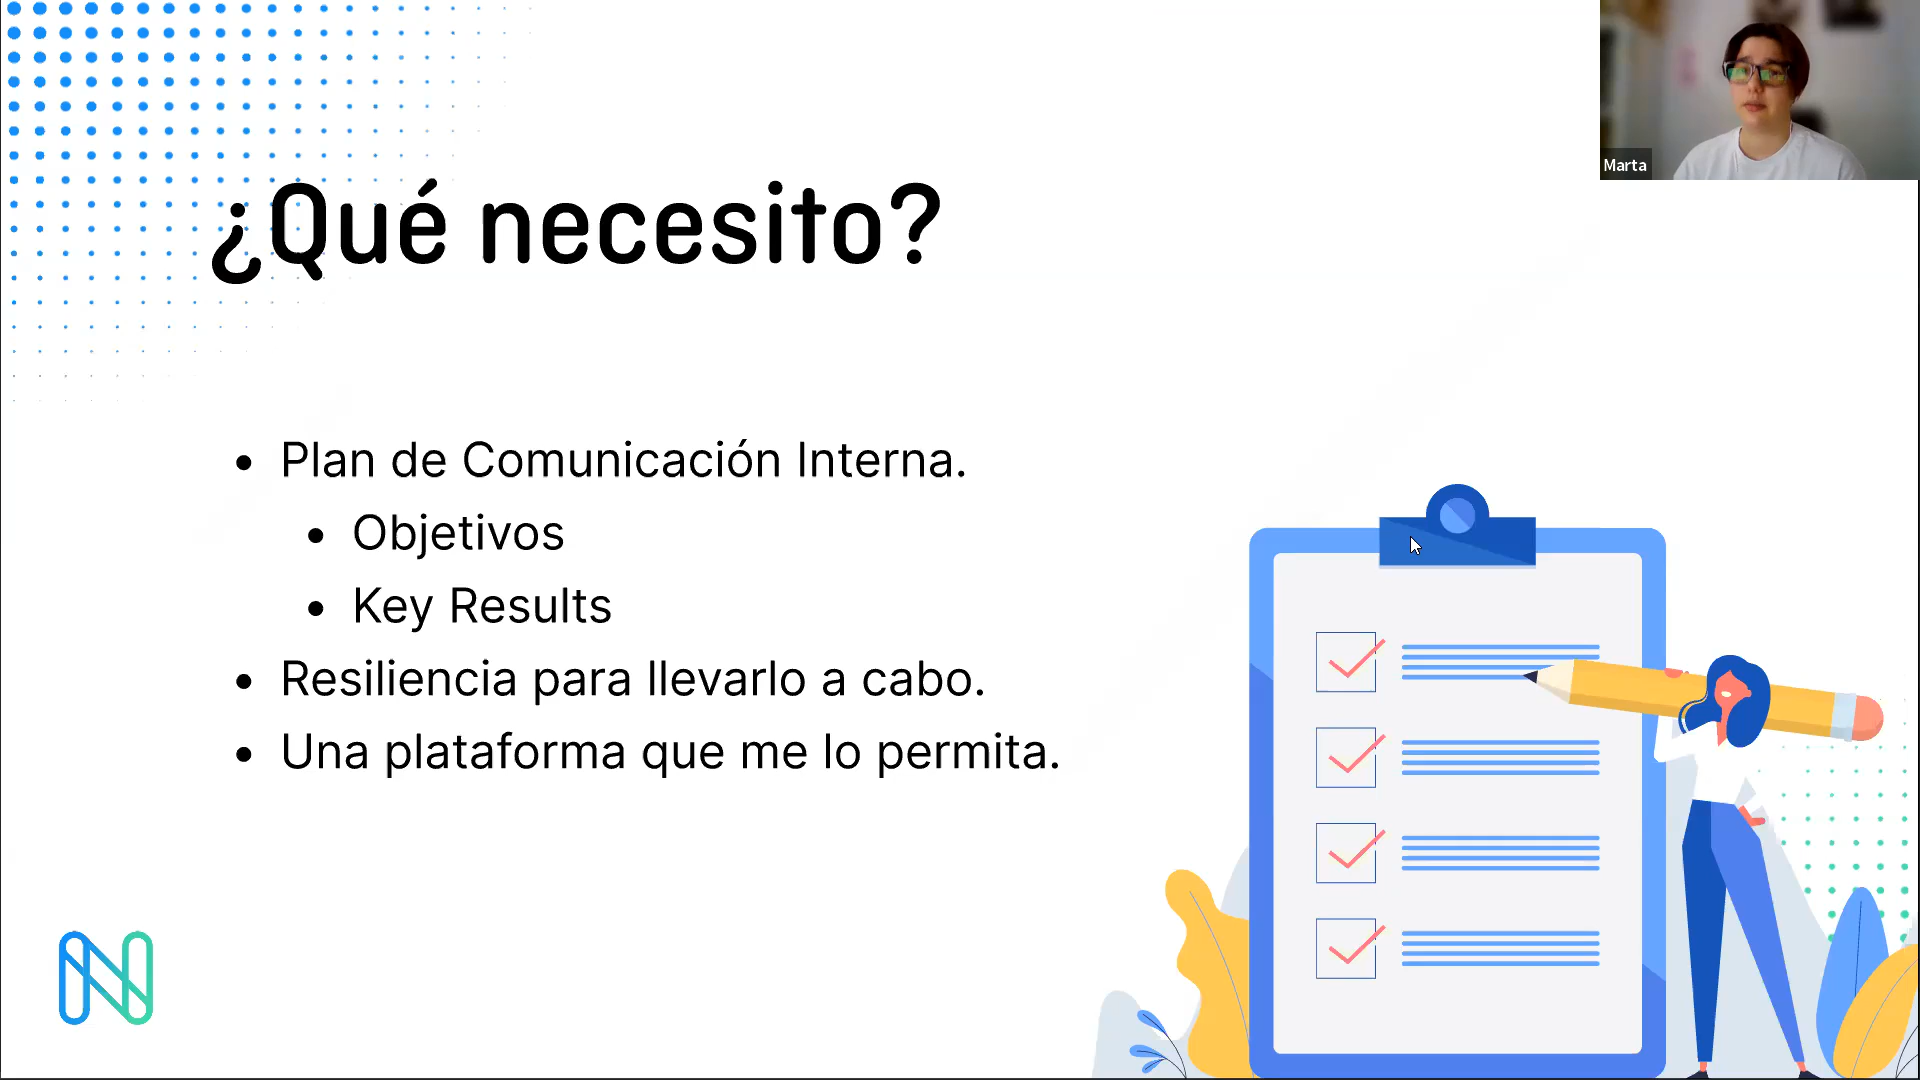 Marta
¿Qué necesito?
Plan de Comunicación Interna.
Objetivos
Key Results
Resiliencia para llevarlo a cabo.
Una plataforma que me lo permita.